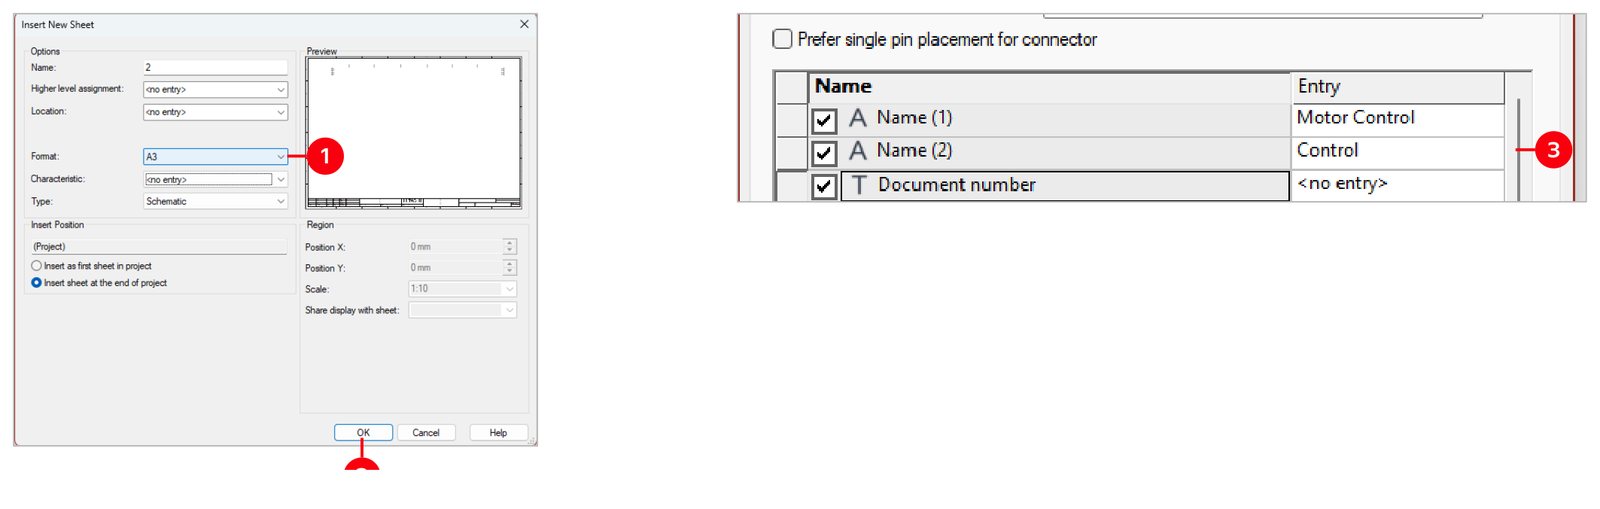 Insert New Sheet
Options
Name: 2
Higher level assignment: <no entry>
Location: <no entry>
Format: A3
Characteristic: <no entry>
Type: Schematic
Insert Position
(Project)
Insert as first sheet in project
Insert sheet at the end of project
Preview
1
Region
Position X: 0 mm
Position Y: 0 mm
Scale: 1:10
Share display with sheet:
OK Cancel Help
Prefer single pin placement for connector
Name Entry
A Name (1) Motor Control
A Name (2) Control
T Document number <no entry>
3